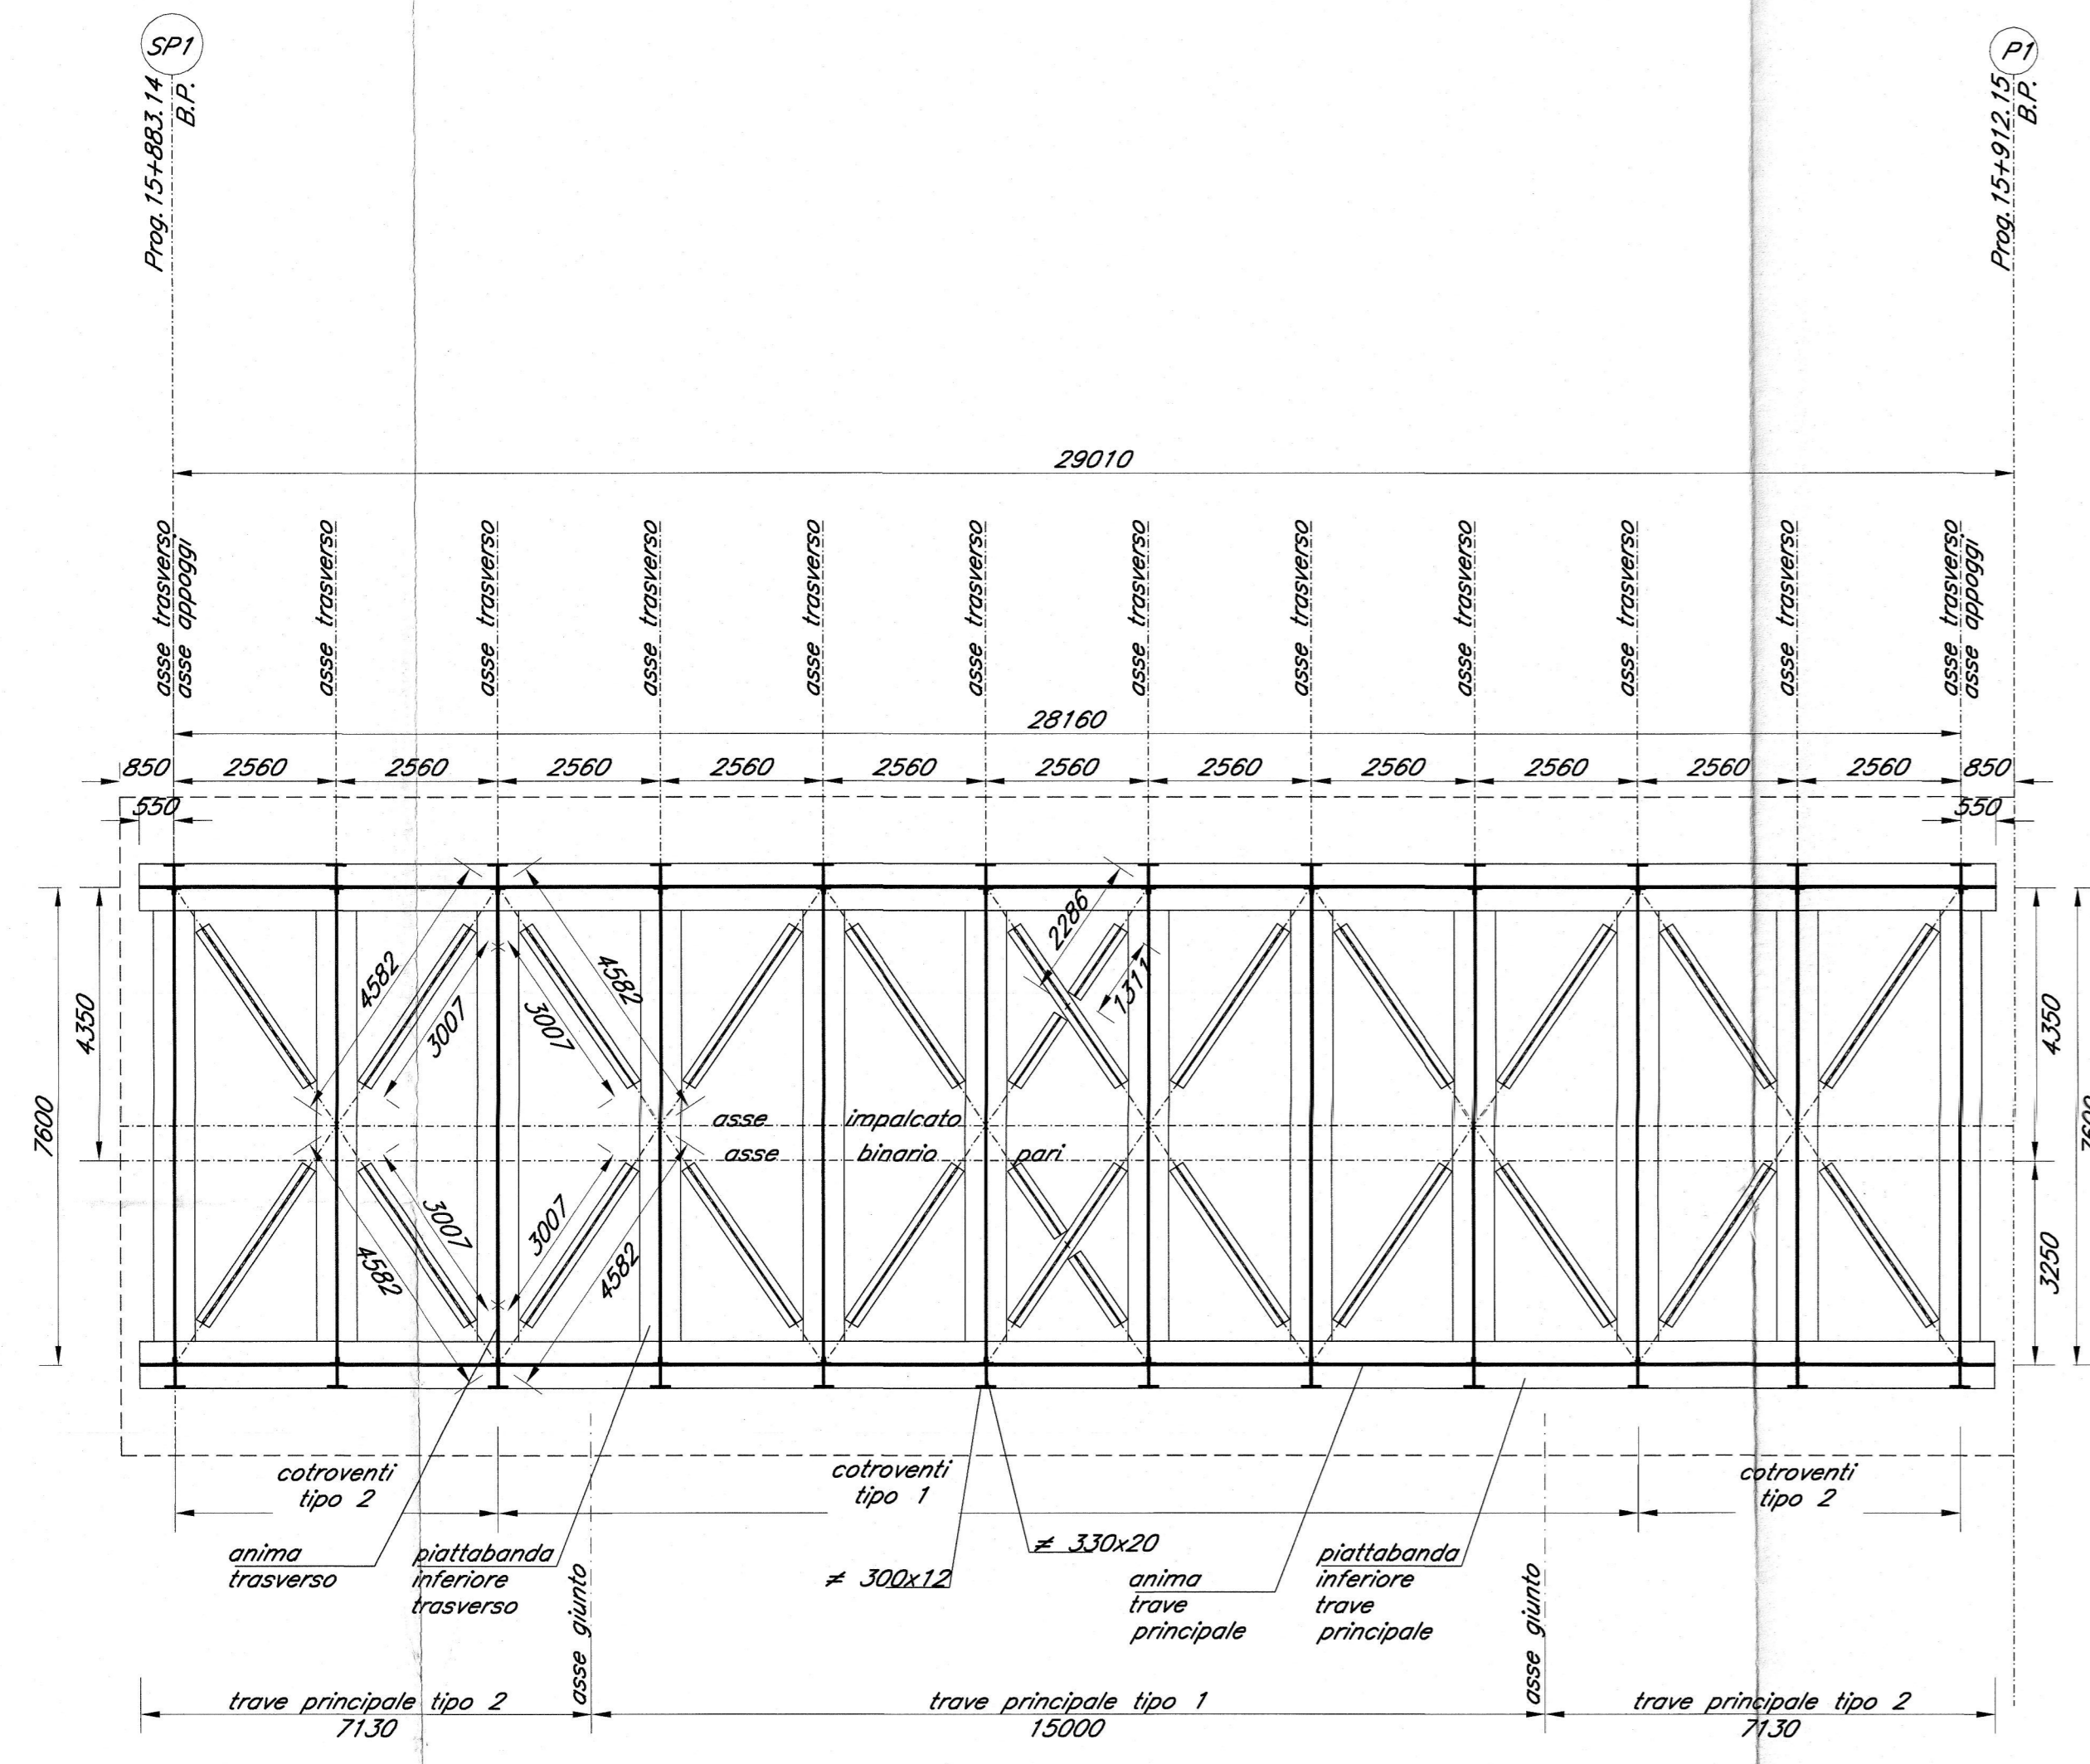 SP1
Prog. 15+883.14
B.P.
P1
Prog. 15+912.15
B.P.
29010
asse trasverso
asse appoggi
asse trasverso
asse trasverso
asse trasverso
asse trasverso
asse trasverso
asse trasverso
asse trasverso
asse trasverso
asse trasverso
asse trasverso
asse trasverso
asse appoggi
28160
850
2560
2560
2560
2560
2560
2560
2560
2560
2560
2560
2560
850
550
550
7600
4350
4582
3007
3007
4582
2286
1311
4350
3250
7600
asse impalcato
asse binario pari
3007
4582
3007
4582
cotroventi
tipo 2
cotroventi
tipo 1
cotroventi
tipo 2
anima
trasverso
piattabanda
inferiore
trasverso
asse giunto
≠ 300x12
≠ 330x20
anima
trave
principale
piattabanda
inferiore
trave
principale
asse giunto
trave principale tipo 2
7130
trave principale tipo 1
15000
trave principale tipo 2
7130